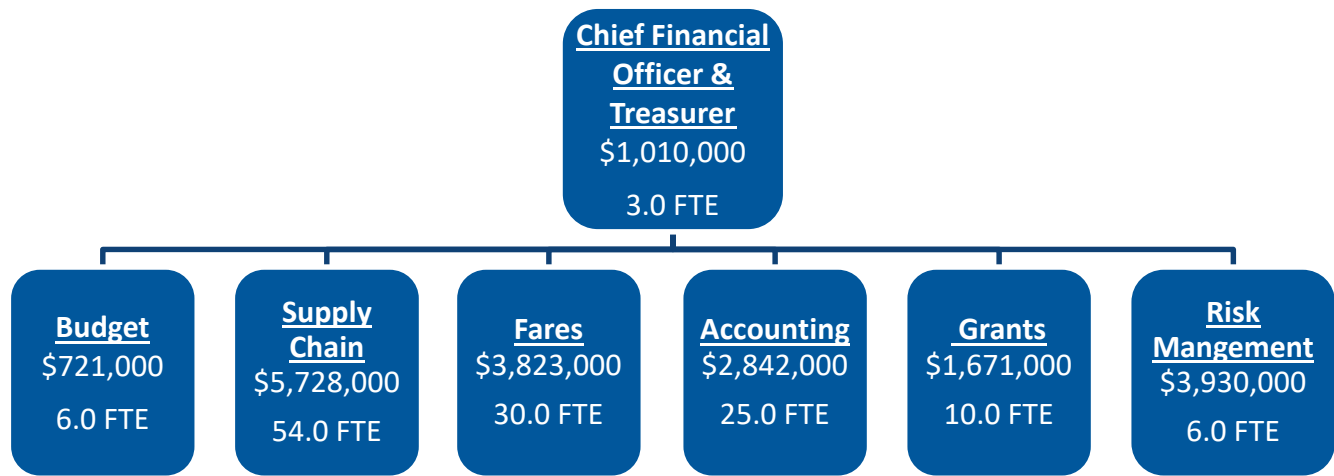 Chief Financial
Officer &
Treasurer
$1,010,000
3.0 FTE
Budget
$721,000
6.0 FTE
Supply
Chain
$5,728,000
54.0 FTE
Fares
$3,823,000
30.0 FTE
Accounting
$2,842,000
25.0 FTE
Grants
$1,671,000
10.0 FTE
Risk
Mangement
$3,930,000
6.0 FTE